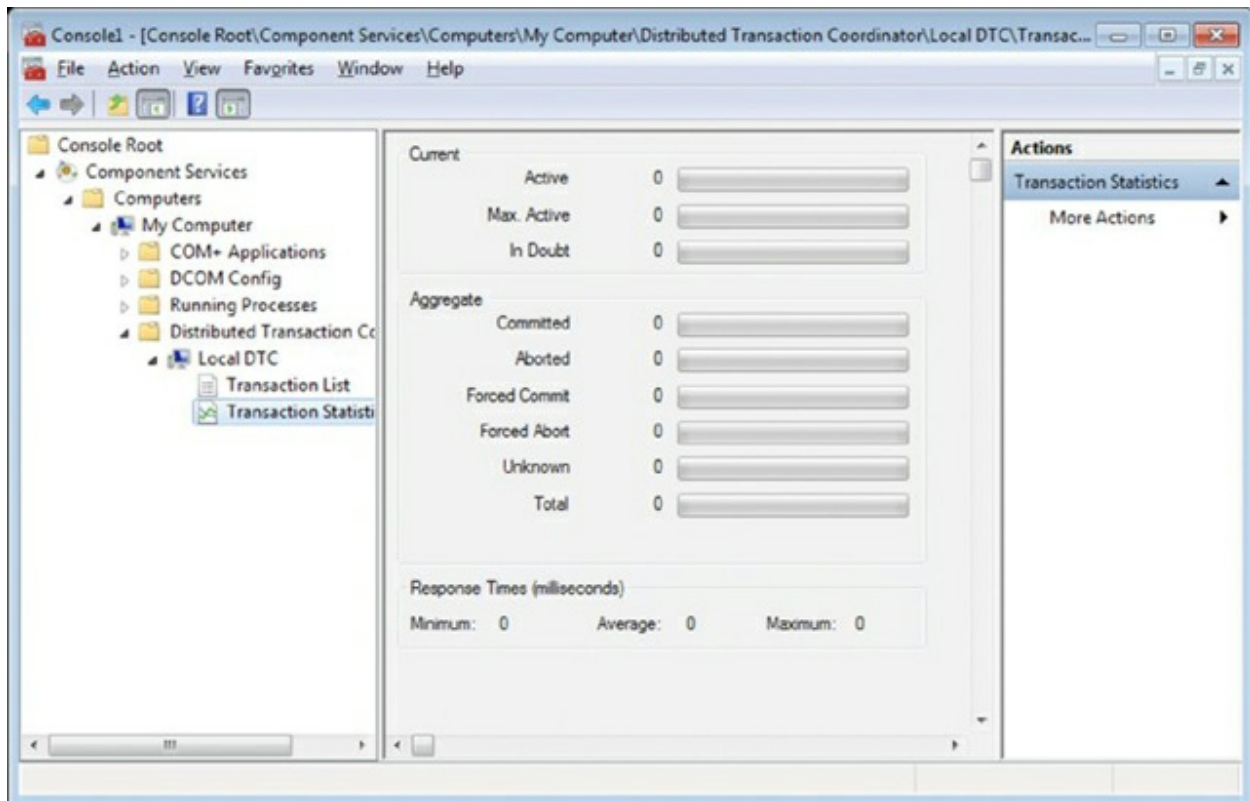 Console1 - [Console Root\Component Services\Computers\My Computer\Distributed Transaction Coordinator\Local DTC\Transac...
File Action View Favorites Window Help
Console Root
Component Services
Computers
My Computer
COM+ Applications
DCOM Config
Running Processes
Distributed Transaction Co
Local DTC
Transaction List
Transaction Statisti
Current
Active 0
Max. Active 0
In Doubt 0
Aggregate
Committed 0
Aborted 0
Forced Commit 0
Forced Abort 0
Unknown 0
Total 0
Response Times (milliseconds)
Minimum: 0 Average: 0 Maximum: 0
Actions
Transaction Statistics
More Actions